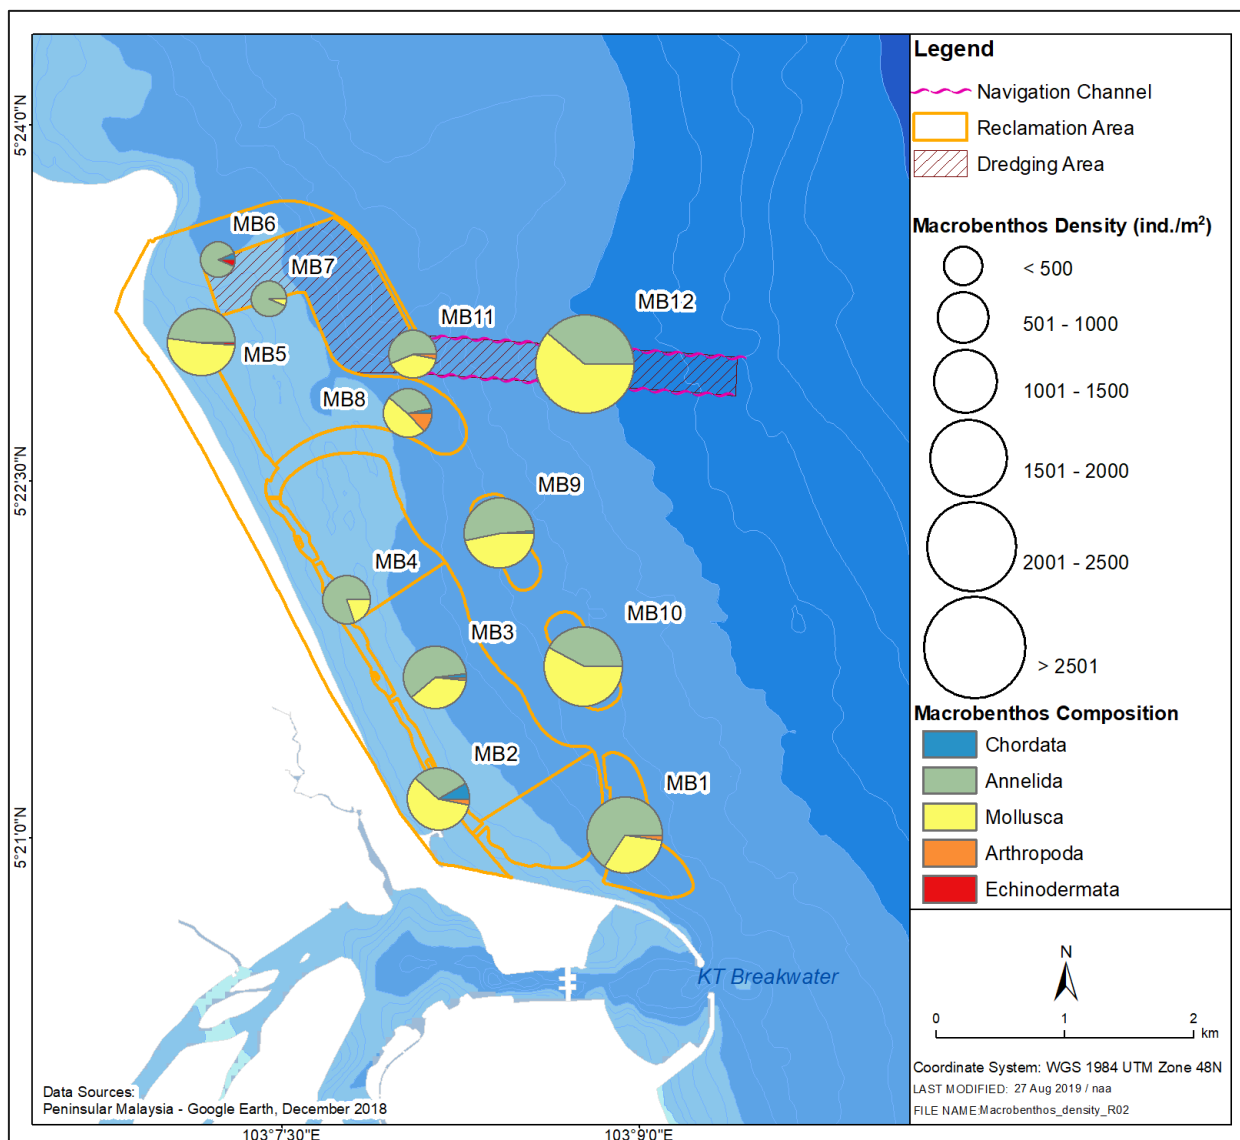 Legend
Navigation Channel
Reclamation Area
Dredging Area
Macrobenthos Density (ind./m²)
< 500
501 - 1000
1001 - 1500
1501 - 2000
2001 - 2500
> 2501
Macrobenthos Composition
Chordata
Annelida
Mollusca
Arthropoda
Echinodermata
N
0 1 2
km
Coordinate System: WGS 1984 UTM Zone 48N
LAST MODIFIED: 27 Aug 2019 / naa
FILE NAME:Macrobenthos_density_R02
5°24'0"N
5°22'30"N
5°21'0"N
103°7'30"E
103°9'0"E
MB6
MB7
MB5
MB11
MB12
MB8
MB9
MB4
MB10
MB3
MB2
MB1
KT Breakwater
Data Sources:
Peninsular Malaysia - Google Earth, December 2018